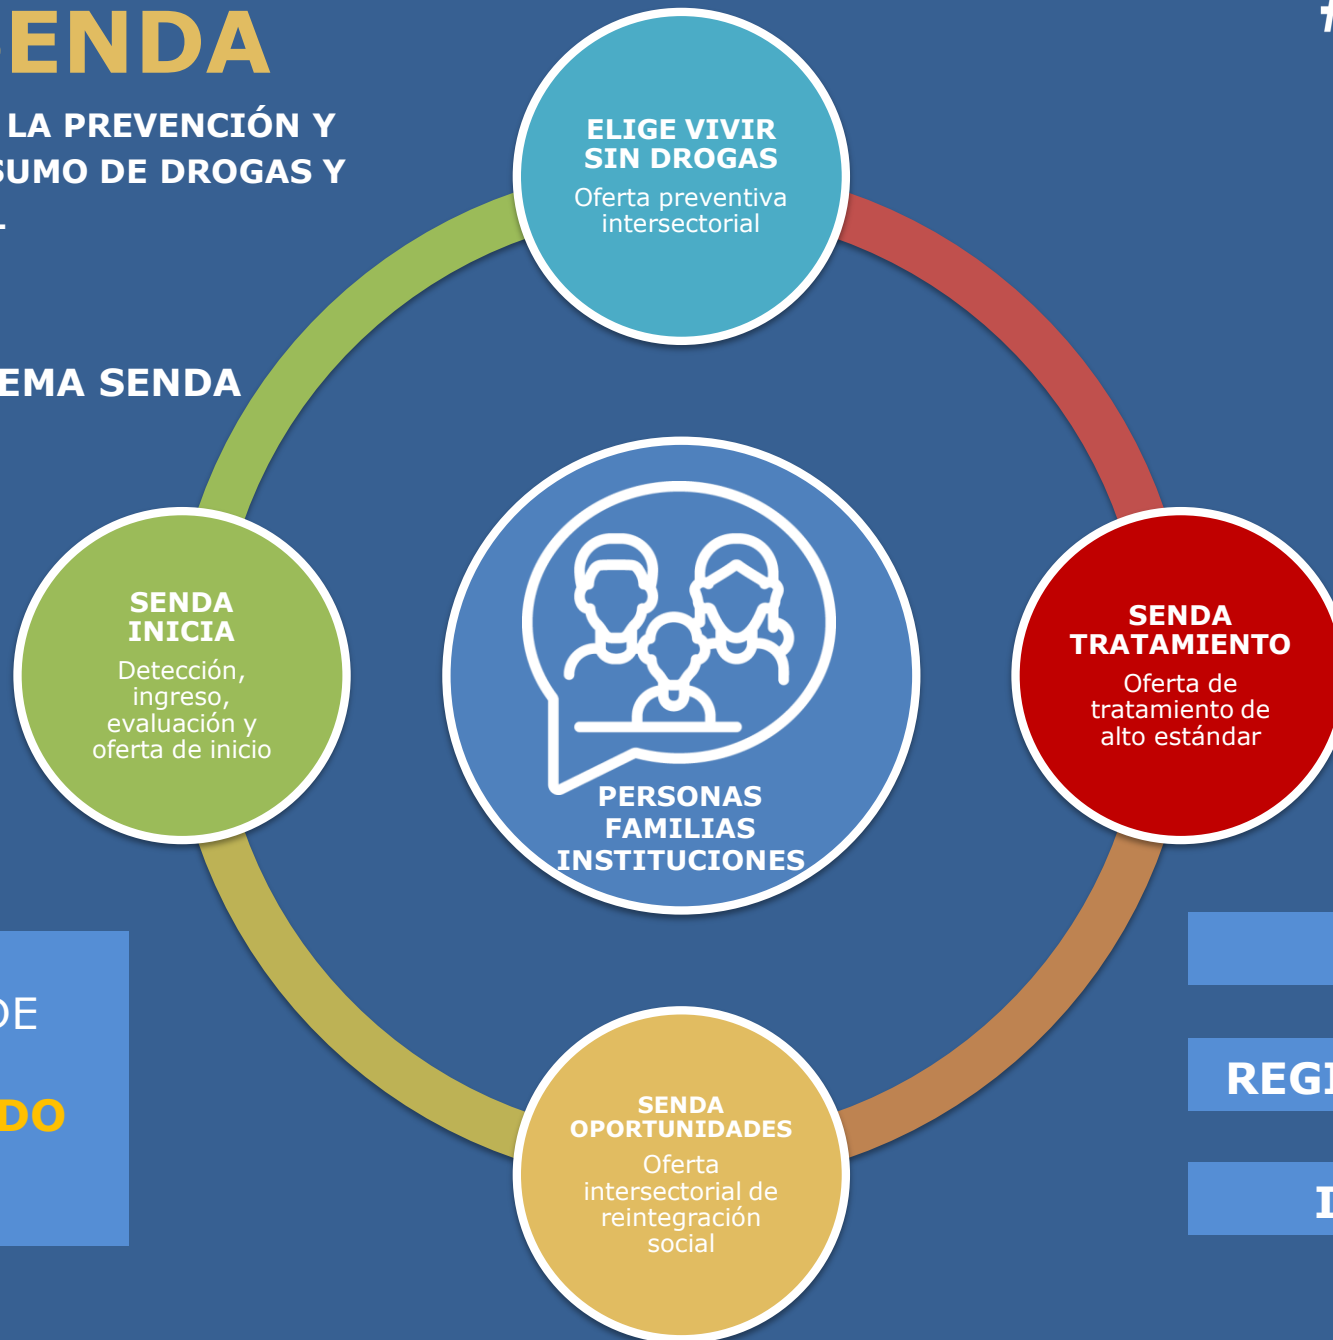 SENDA
LA PREVENCIÓN Y
SUMO DE DROGAS Y
ELIGE VIVIR
SIN DROGAS
Oferta preventiva
intersectorial
EMA SENDA
SENDA
INICIA
Detección,
ingreso,
evaluación y
oferta de inicio
PERSONAS
FAMILIAS
INSTITUCIONES
SENDA
TRATAMIENTO
Oferta de
tratamiento de
alto estándar
DE
DO
REGI
SENDA
OPORTUNIDADES
Oferta
intersectorial de
reintegración
social